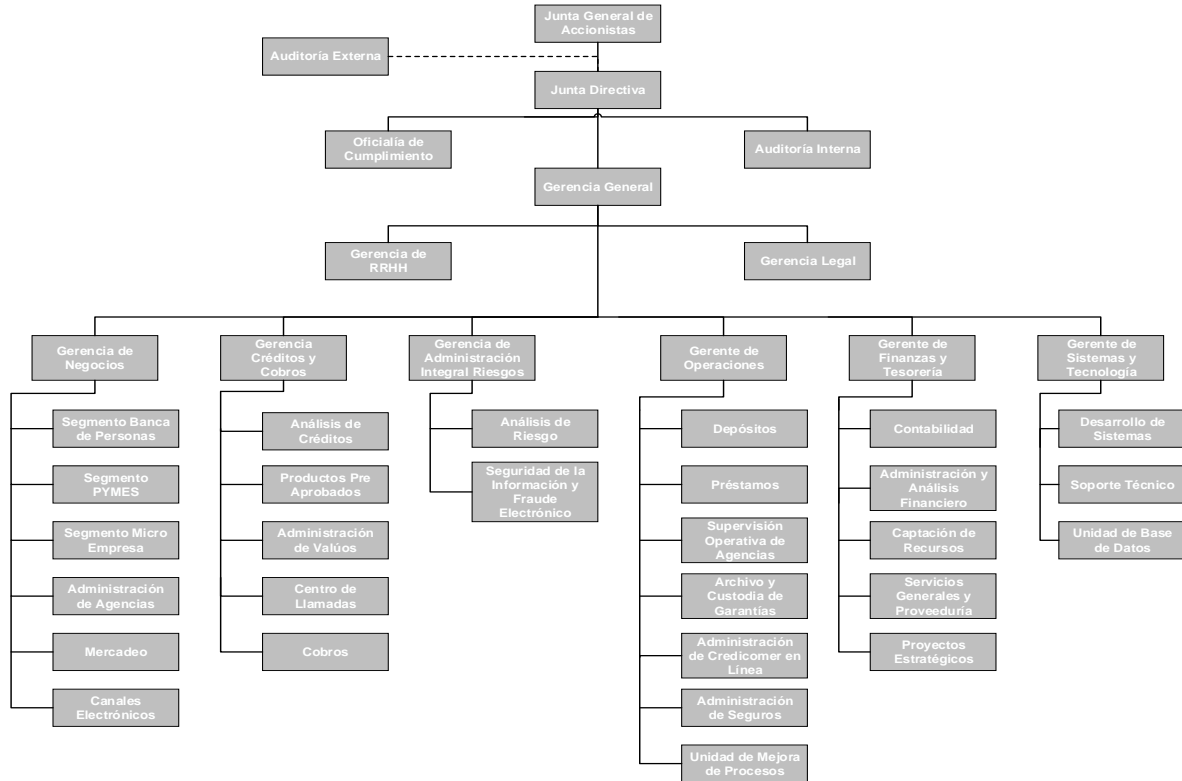 Junta General de
Accionistas
Auditoría Externa
Junta Directiva
Oficialía de
Cumplimiento
Auditoría Interna
Gerencia General
Gerencia de
RRHH
Gerencia Legal
Gerencia de
Negocios
Gerencia
Créditos y
Cobros
Gerencia de
Administración
Integral Riesgos
Gerente de
Operaciones
Gerente de
Finanzas y
Tesorería
Gerente de
Sistemas y
Tecnología
Segmento Banca
de Personas
Segmento
PYMES
Segmento Micro
Empresa
Administración
de Agencias
Mercadeo
Canales
Electrónicos
Análisis de
Créditos
Productos Pre
Aprobados
Administración
de Valúos
Centro de
Llamadas
Cobros
Análisis de
Riesgo
Seguridad de la
Información y
Fraude
Electrónico
Depósitos
Préstamos
Supervisión
Operativa de
Agencias
Archivo y
Custodia de
Garantías
Administración
de Credicomer en
Línea
Administración
de Seguros
Unidad de Mejora
de Procesos
Contabilidad
Administración y
Análisis
Financiero
Captación de
Recursos
Servicios
Generales y
Proveeduría
Proyectos
Estratégicos
Desarrollo de
Sistemas
Soporte Técnico
Unidad de Base
de Datos